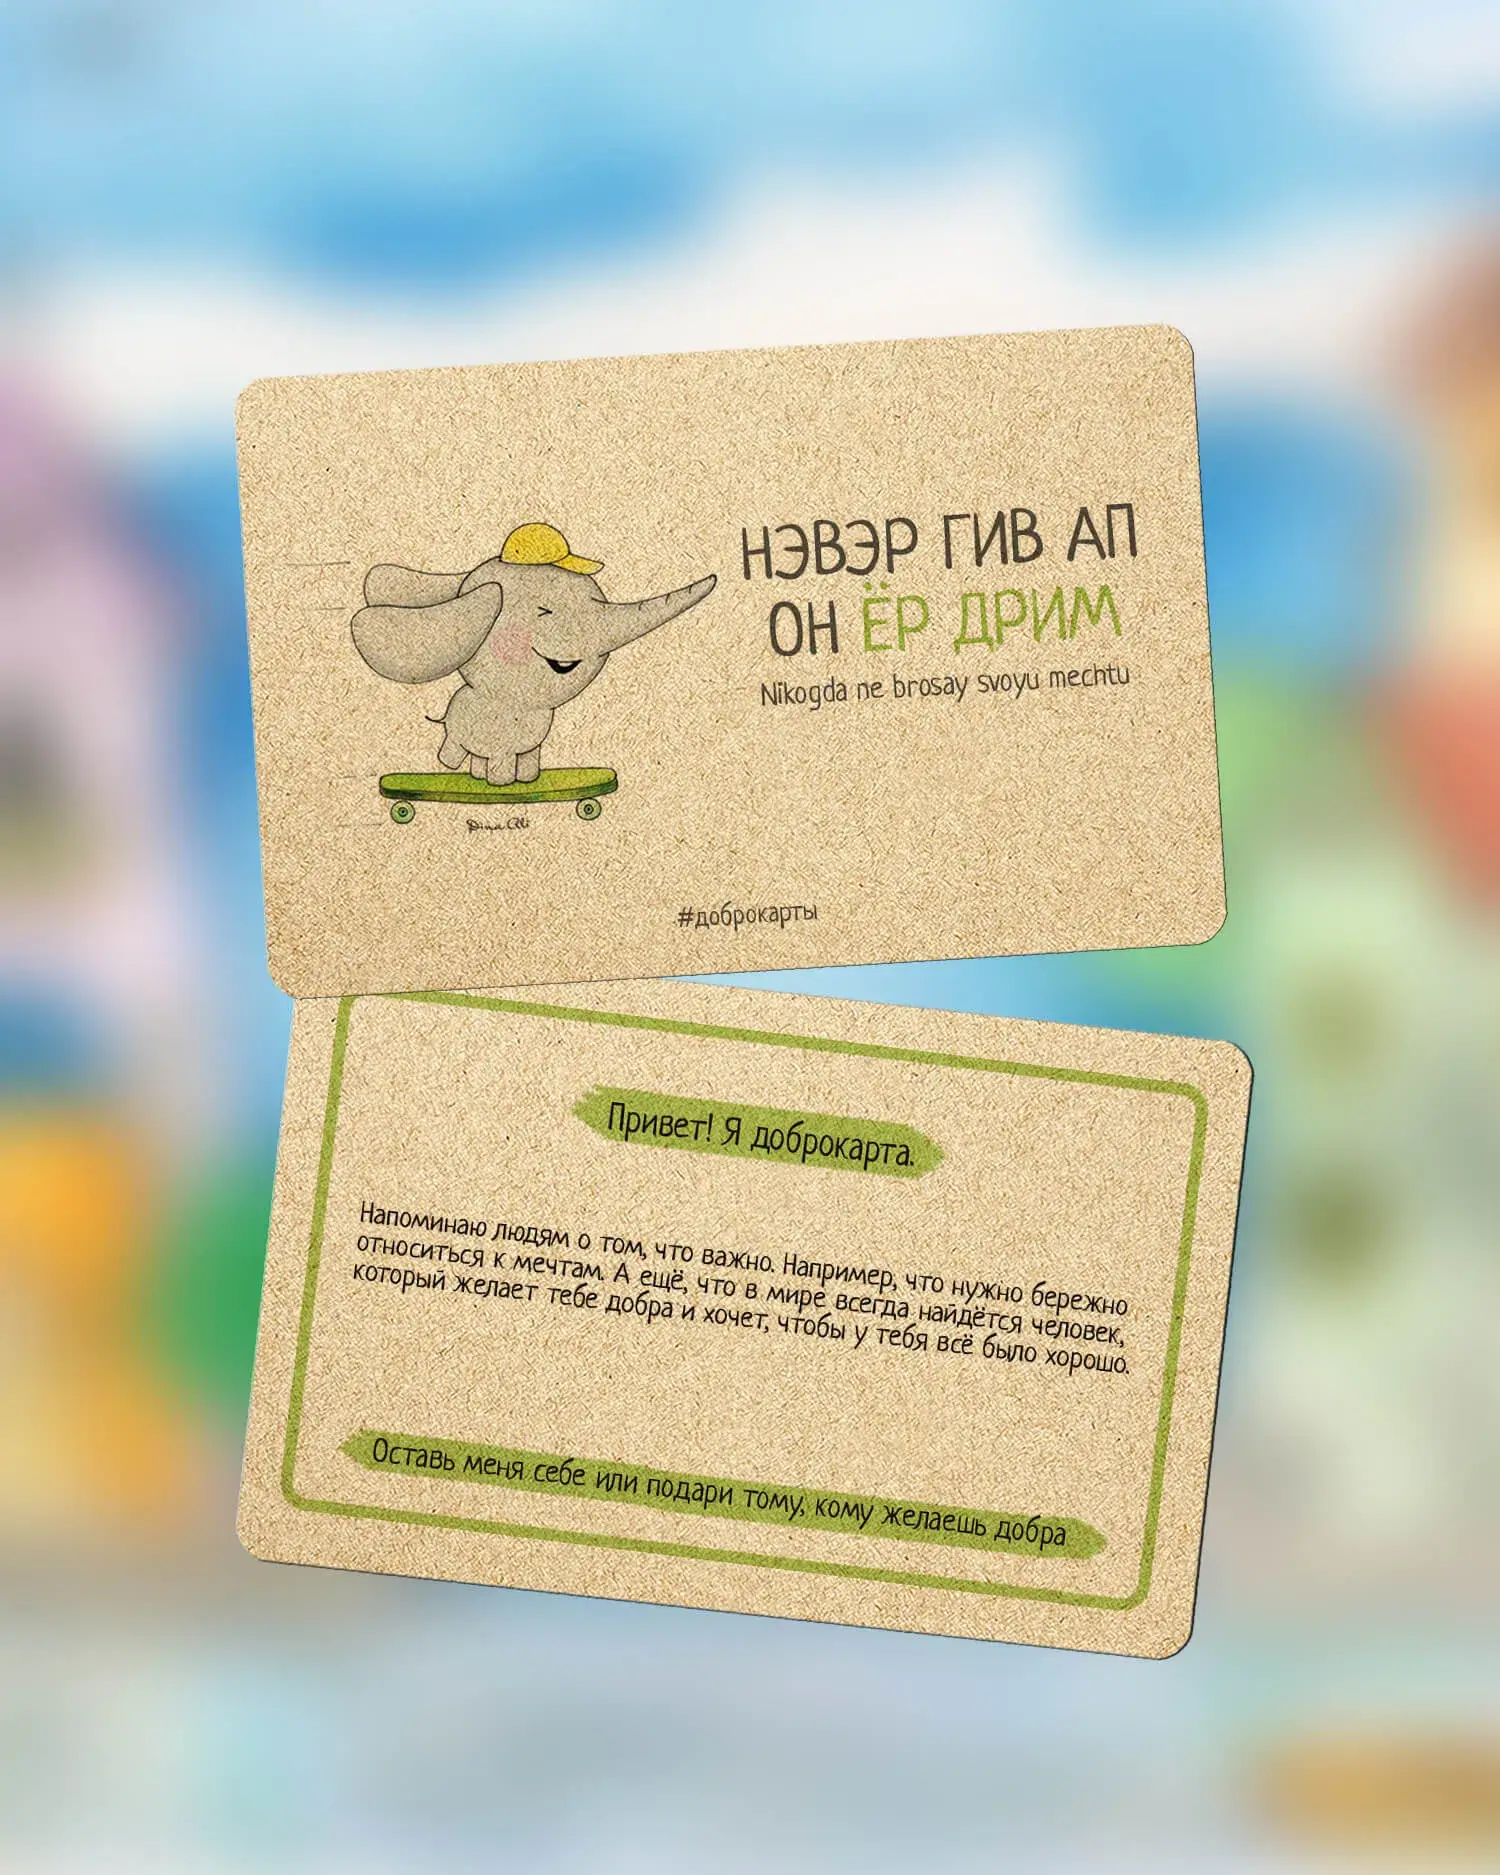 НЭВЭР ГИВ АП
ОН ЁР ДРИМ
Nikogda ne brosay svoyu mechtu
Dina Ali
#доброкарты
Привет! Я доброкарта.
Напоминаю людям о том, что важно. Например, что нужно бережно
относиться к мечтам. А ещё, что в мире всегда найдётся человек,
который желает тебе добра и хочет, чтобы у тебя всё было хорошо.
Оставь меня себе или подари тому, кому желаешь добра